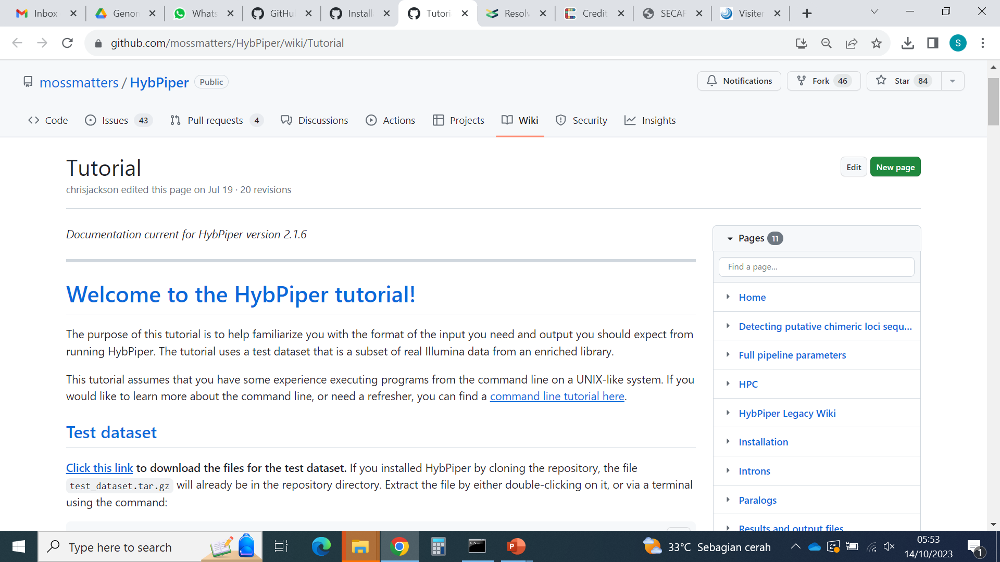 Inbox
Genon
Whats
GitHu
Install
Tutori
Resolv
Credit
SECAP
Visiter
github.com/mossmatters/HybPiper/wiki/Tutorial
S
mossmatters / HybPiper Public
Notifications
Fork 46
Star 84
Code
Issues 43
Pull requests 4
Discussions
Actions
Projects
Wiki
Security
Insights
Tutorial
Edit
New page
chrisjackson edited this page on Jul 19 · 20 revisions
Documentation current for HybPiper version 2.1.6
Welcome to the HybPiper tutorial!
The purpose of this tutorial is to help familiarize you with the format of the input you need and output you should expect from
running HybPiper. The tutorial uses a test dataset that is a subset of real Illumina data from an enriched library.
This tutorial assumes that you have some experience executing programs from the command line on a UNIX-like system. If you
would like to learn more about the command line, or need a refresher, you can find a command line tutorial here.
Test dataset
Click this link to download the files for the test dataset. If you installed HybPiper by cloning the repository, the file
test_dataset.tar.gz will already be in the repository directory. Extract the file by either double-clicking on it, or via a terminal
using the command:
Pages 11
Find a page...
Home
Detecting putative chimeric loci sequ...
Full pipeline parameters
HPC
HybPiper Legacy Wiki
Installation
Introns
Paralogs
Results and output files
Type here to search
33°C Sebagian cerah
05:53
14/10/2023
1